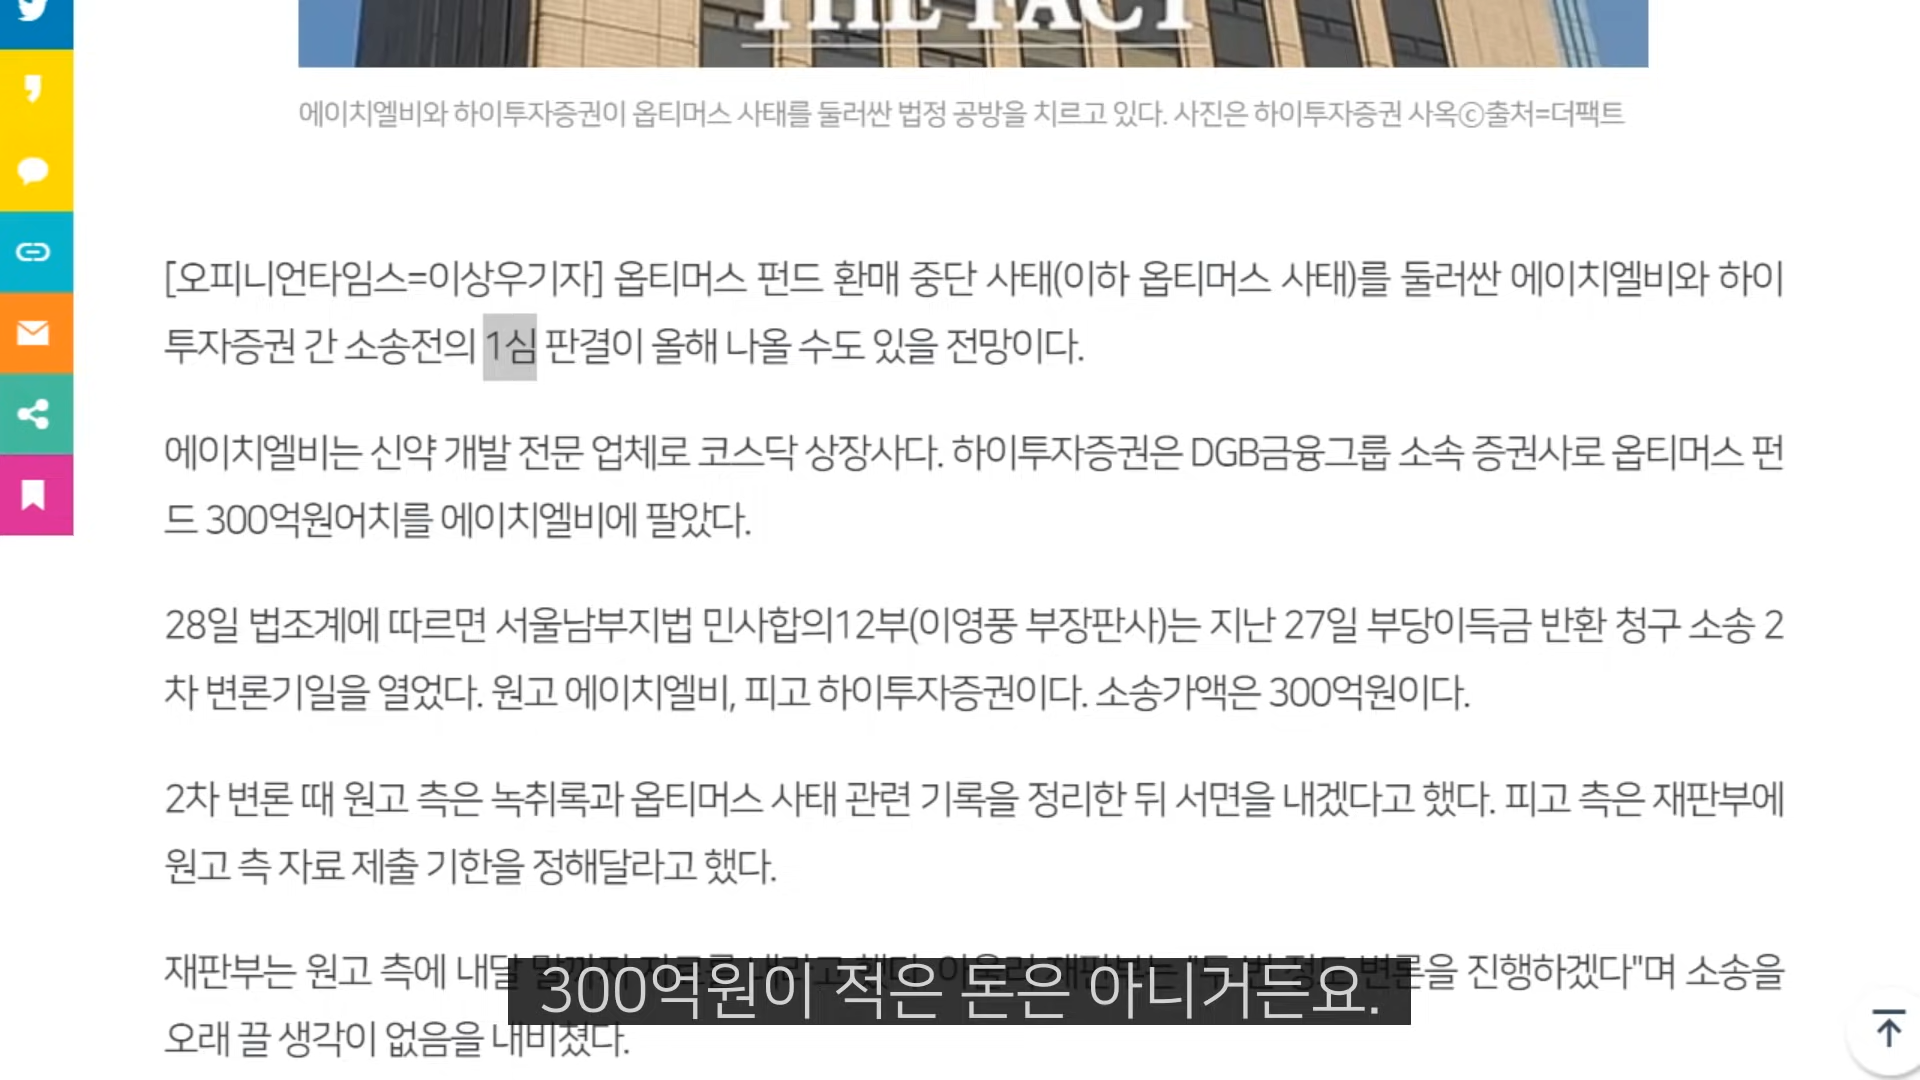 THE FACT
에이치엘비와 하이투자증권이 옵티머스 사태를 둘러싼 법정 공방을 치르고 있다. 사진은 하이투자증권 사옥ⓒ출처=더팩트
[오피니언타임스=이상우기자] 옵티머스 펀드 환매 중단 사태(이하 옵티머스 사태)를 둘러싼 에이치엘비와 하이
투자증권 간 소송전의 1심 판결이 올해 나올 수도 있을 전망이다.
에이치엘비는 신약 개발 전문 업체로 코스닥 상장사다. 하이투자증권은 DGB금융그룹 소속 증권사로 옵티머스 펀
드 300억원어치를 에이치엘비에 팔았다.
28일 법조계에 따르면 서울남부지법 민사합의12부(이영풍 부장판사)는 지난 27일 부당이득금 반환 청구 소송 2
차 변론기일을 열었다. 원고 에이치엘비, 피고 하이투자증권이다. 소송가액은 300억원이다.
2차 변론 때 원고 측은 녹취록과 옵티머스 사태 관련 기록을 정리한 뒤 서면을 내겠다고 했다. 피고 측은 재판부에
원고 측 자료 제출 기한을 정해달라고 했다.
재판부는 원고 측에 내달 변론을 진행하겠다"며 소송을
300억원이 적은 돈은 아니거든요.
오래 끌 생각이 없음을 내비쳤다.